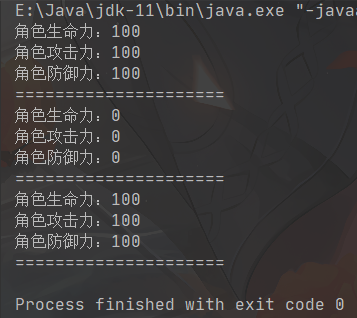 E:\Java\jdk-11\bin\java.exe "-java
角色生命力：100
角色攻击力：100
角色防御力：100
=====================
角色生命力：0
角色攻击力：0
角色防御力：0
=====================
角色生命力：100
角色攻击力：100
角色防御力：100
=====================
Process finished with exit code 0